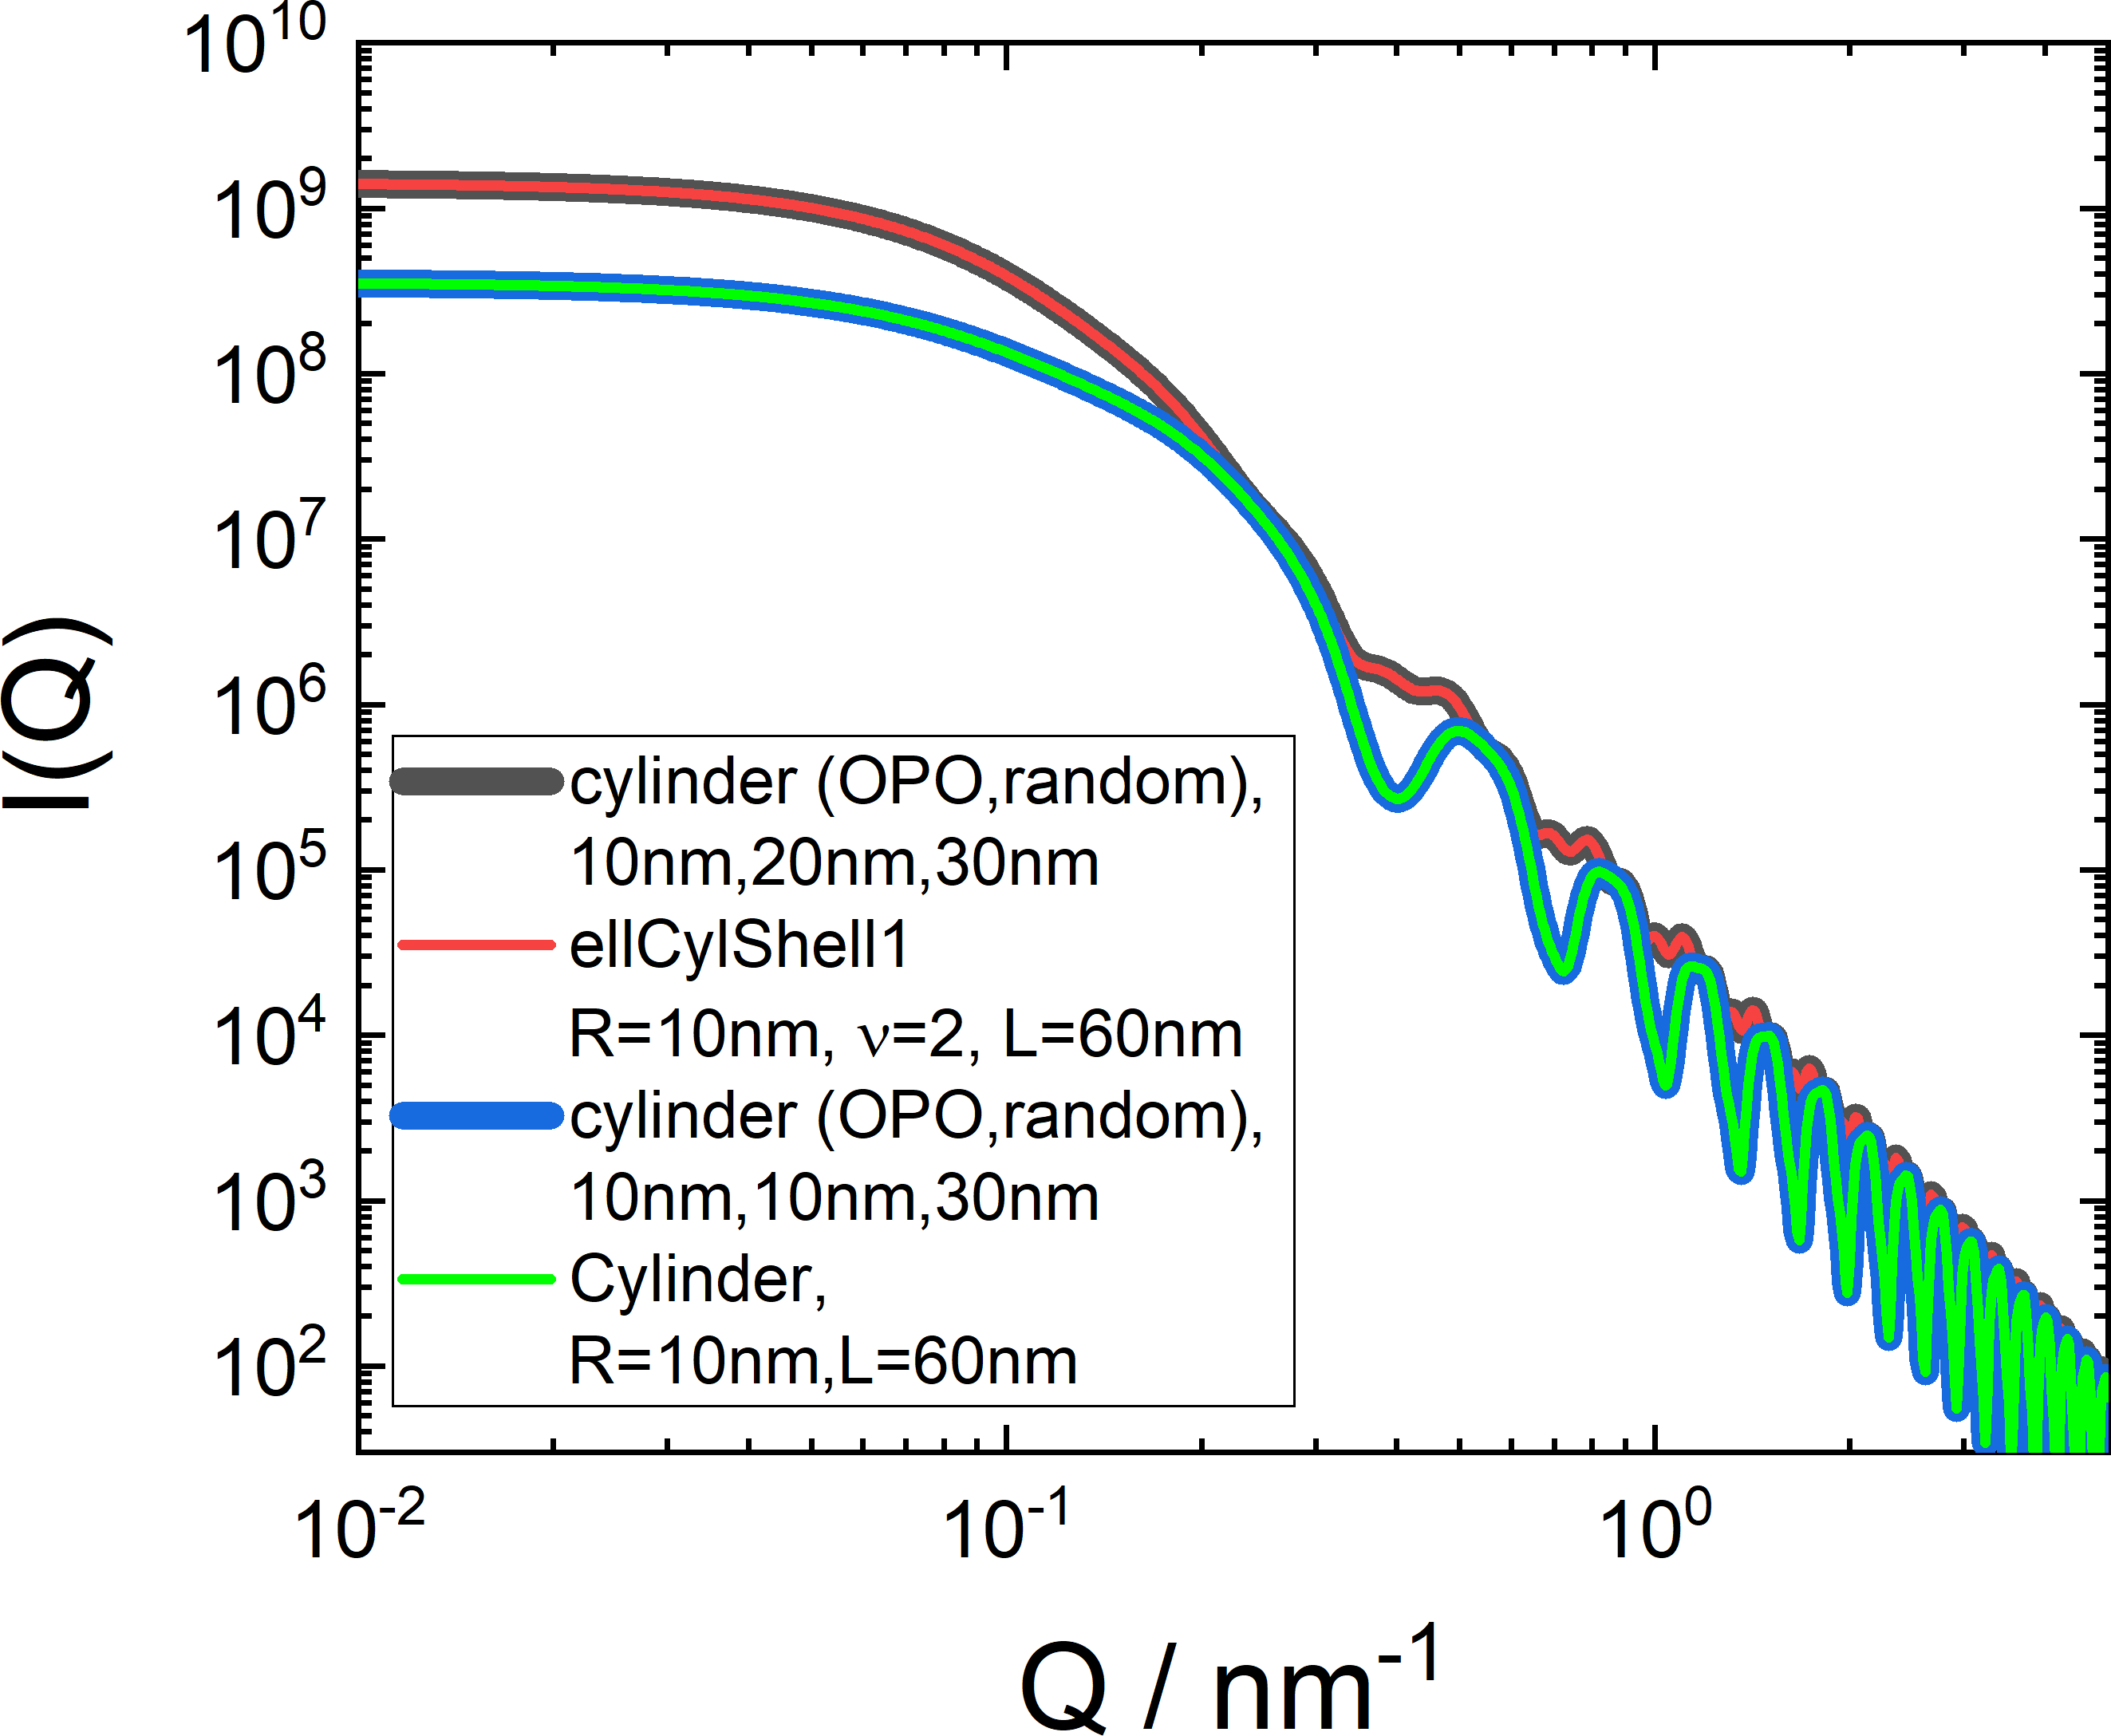 10^10
10^9
10^8
10^7
10^6
10^5
10^4
10^3
10^2
I(Q)
cylinder (OPO,random),
10nm,20nm,30nm
ellCylShell1
R=10nm, ν=2, L=60nm
cylinder (OPO,random),
10nm,10nm,30nm
Cylinder,
R=10nm,L=60nm
10^-2 10^-1 10^0
Q / nm^-1